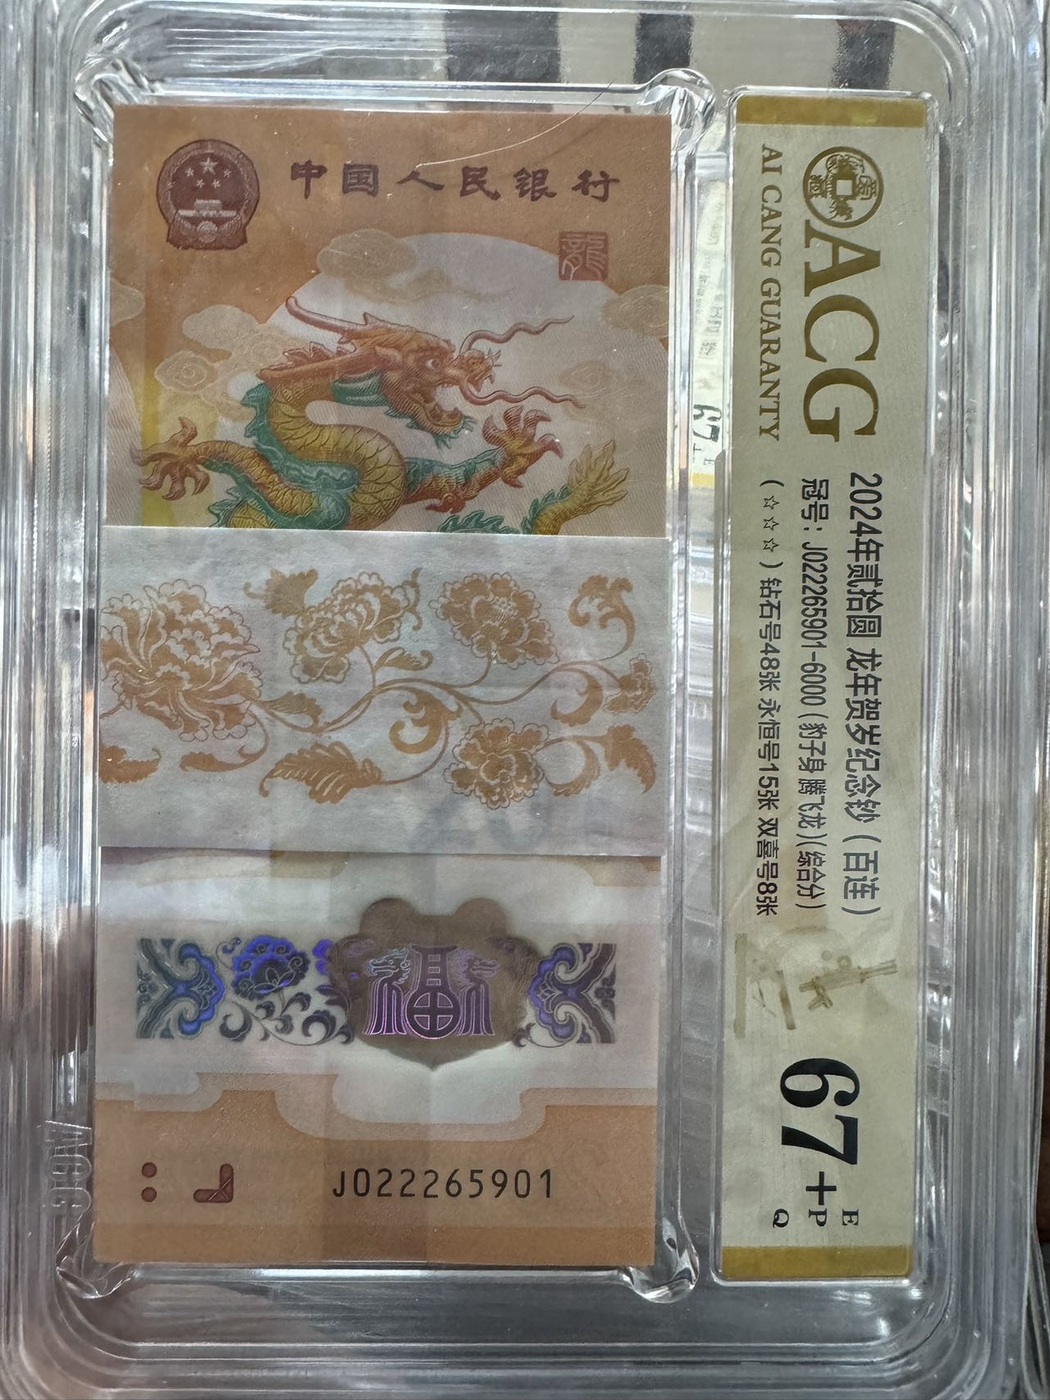 中国人民银行
龍
福
J022265901
ACG
AI CANG GUARANTY
2024年贰拾圆 龙年贺岁纪念钞（百连）
冠号：J022265901-6000（豹子身 腾飞龙）（综合分）
（☆☆☆）钻石号48张 永恒号15张 双喜号8张
67+
E
P
Q
67
ACG